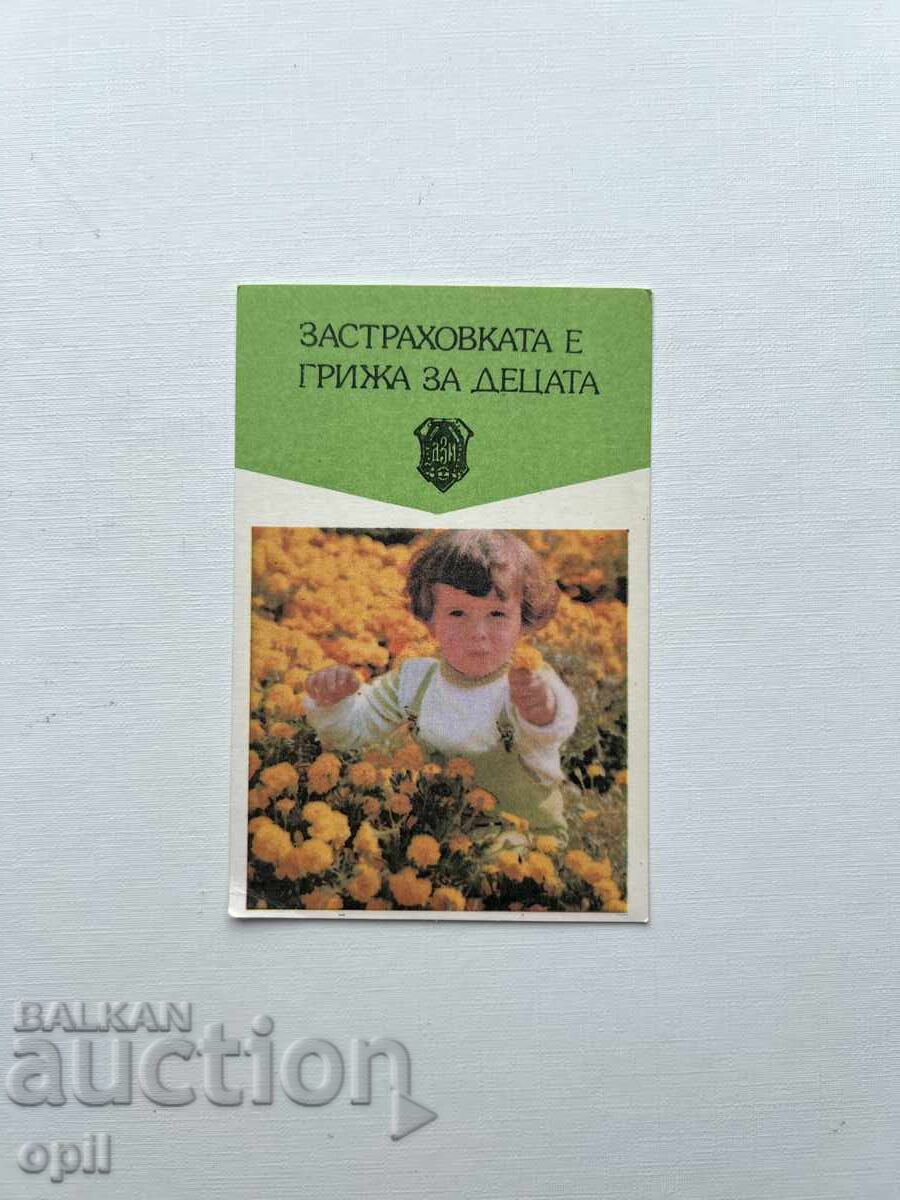 ЗАСТРАХОВКАТА Е
ГРИЖА ЗА ДЕЦАТА
ДЗИ
BALKAN
auction
opil